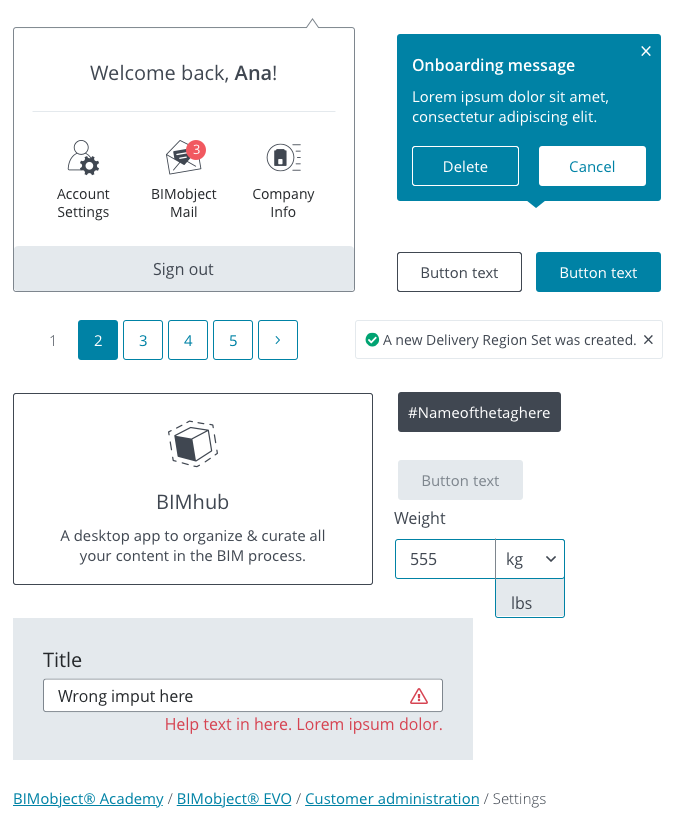 Welcome back, Ana!
3
Account
Settings
BIMobject
Mail
Company
Info
Sign out
Onboarding message
Lorem ipsum dolor sit amet,
consectetur adipiscing elit.
Delete
Cancel
Button text
Button text
1
2
3
4
5
A new Delivery Region Set was created.
BIMhub
A desktop app to organize & curate all
your content in the BIM process.
#Nameofthetaghere
Button text
Weight
555
kg
lbs
Title
Wrong imput here
Help text in here. Lorem ipsum dolor.
BIMobject® Academy / BIMobject® EVO / Customer administration / Settings